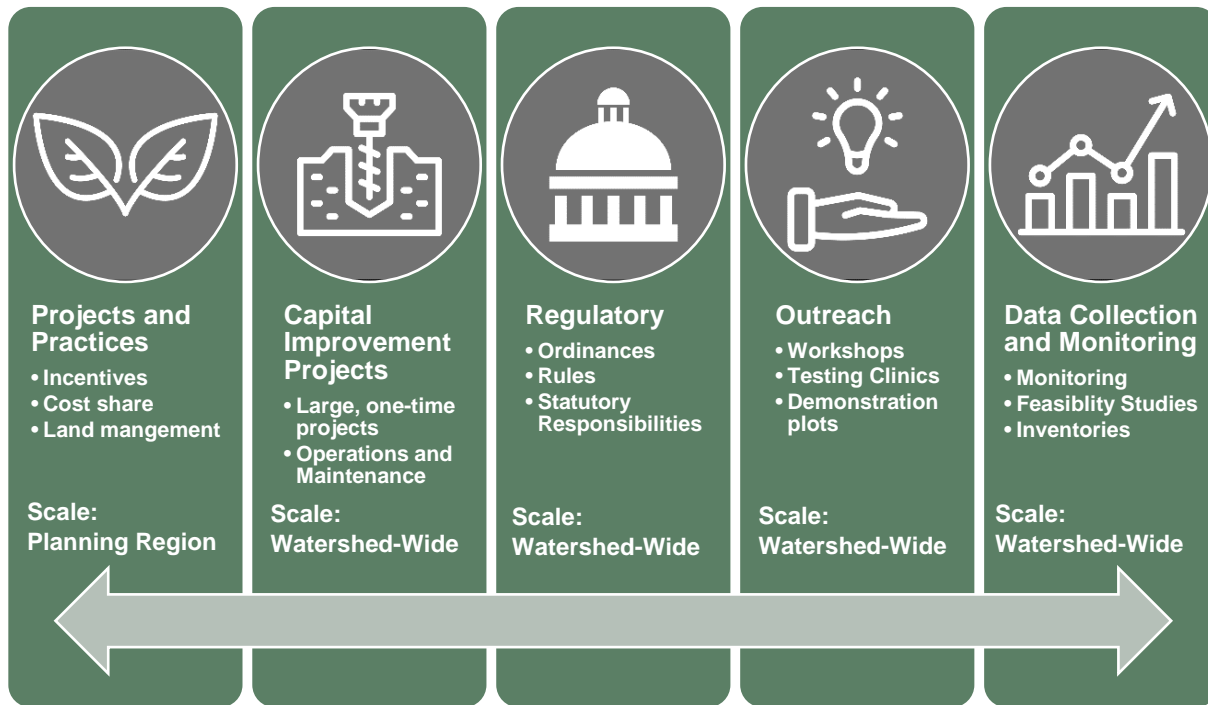 Projects and
Practices
• Incentives
• Cost share
• Land mangement
Scale:
Planning Region
Capital
Improvement
Projects
• Large, one-time
projects
• Operations and
Maintenance
Scale:
Watershed-Wide
Regulatory
• Ordinances
• Rules
• Statutory
Responsibilities
Scale:
Watershed-Wide
Outreach
• Workshops
• Testing Clinics
• Demonstration
plots
Scale:
Watershed-Wide
Data Collection
and Monitoring
• Monitoring
• Feasiblity Studies
• Inventories
Scale:
Watershed-Wide